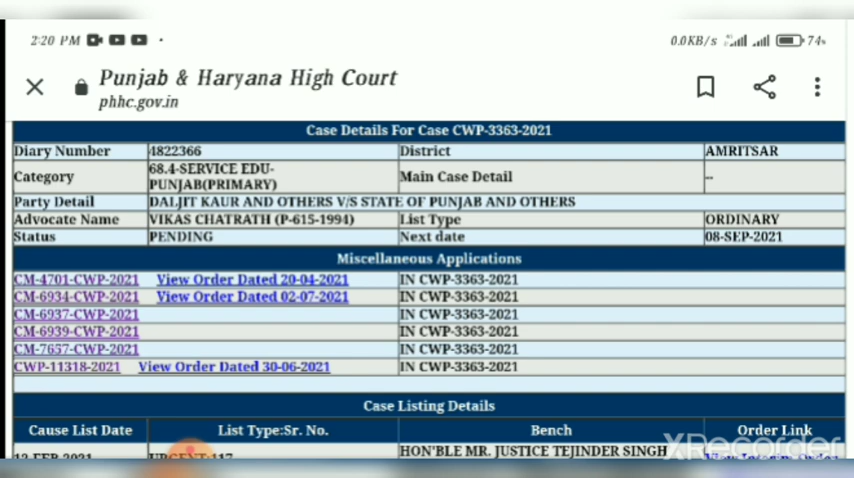 2:20 PM
0.0KB/s 74%
Punjab & Haryana High Court
phhc.gov.in
Case Details For Case CWP-3363-2021
Diary Number 4822366 District AMRITSAR
Category 68.4-SERVICE EDU-PUNJAB(PRIMARY) Main Case Detail --
Party Detail DALJIT KAUR AND OTHERS V/S STATE OF PUNJAB AND OTHERS
Advocate Name VIKAS CHATRATH (P-615-1994) List Type ORDINARY
Status PENDING Next date 08-SEP-2021
Miscellaneous Applications
CM-4701-CWP-2021 View Order Dated 20-04-2021 IN CWP-3363-2021
CM-6934-CWP-2021 View Order Dated 02-07-2021 IN CWP-3363-2021
CM-6937-CWP-2021 IN CWP-3363-2021
CM-6939-CWP-2021 IN CWP-3363-2021
CM-7657-CWP-2021 IN CWP-3363-2021
CWP-11318-2021 View Order Dated 30-06-2021 IN CWP-3363-2021
Case Listing Details
Cause List Date List Type:Sr. No. Bench Order Link
HON'BLE MR. JUSTICE TEJINDER SINGH
XRecorder